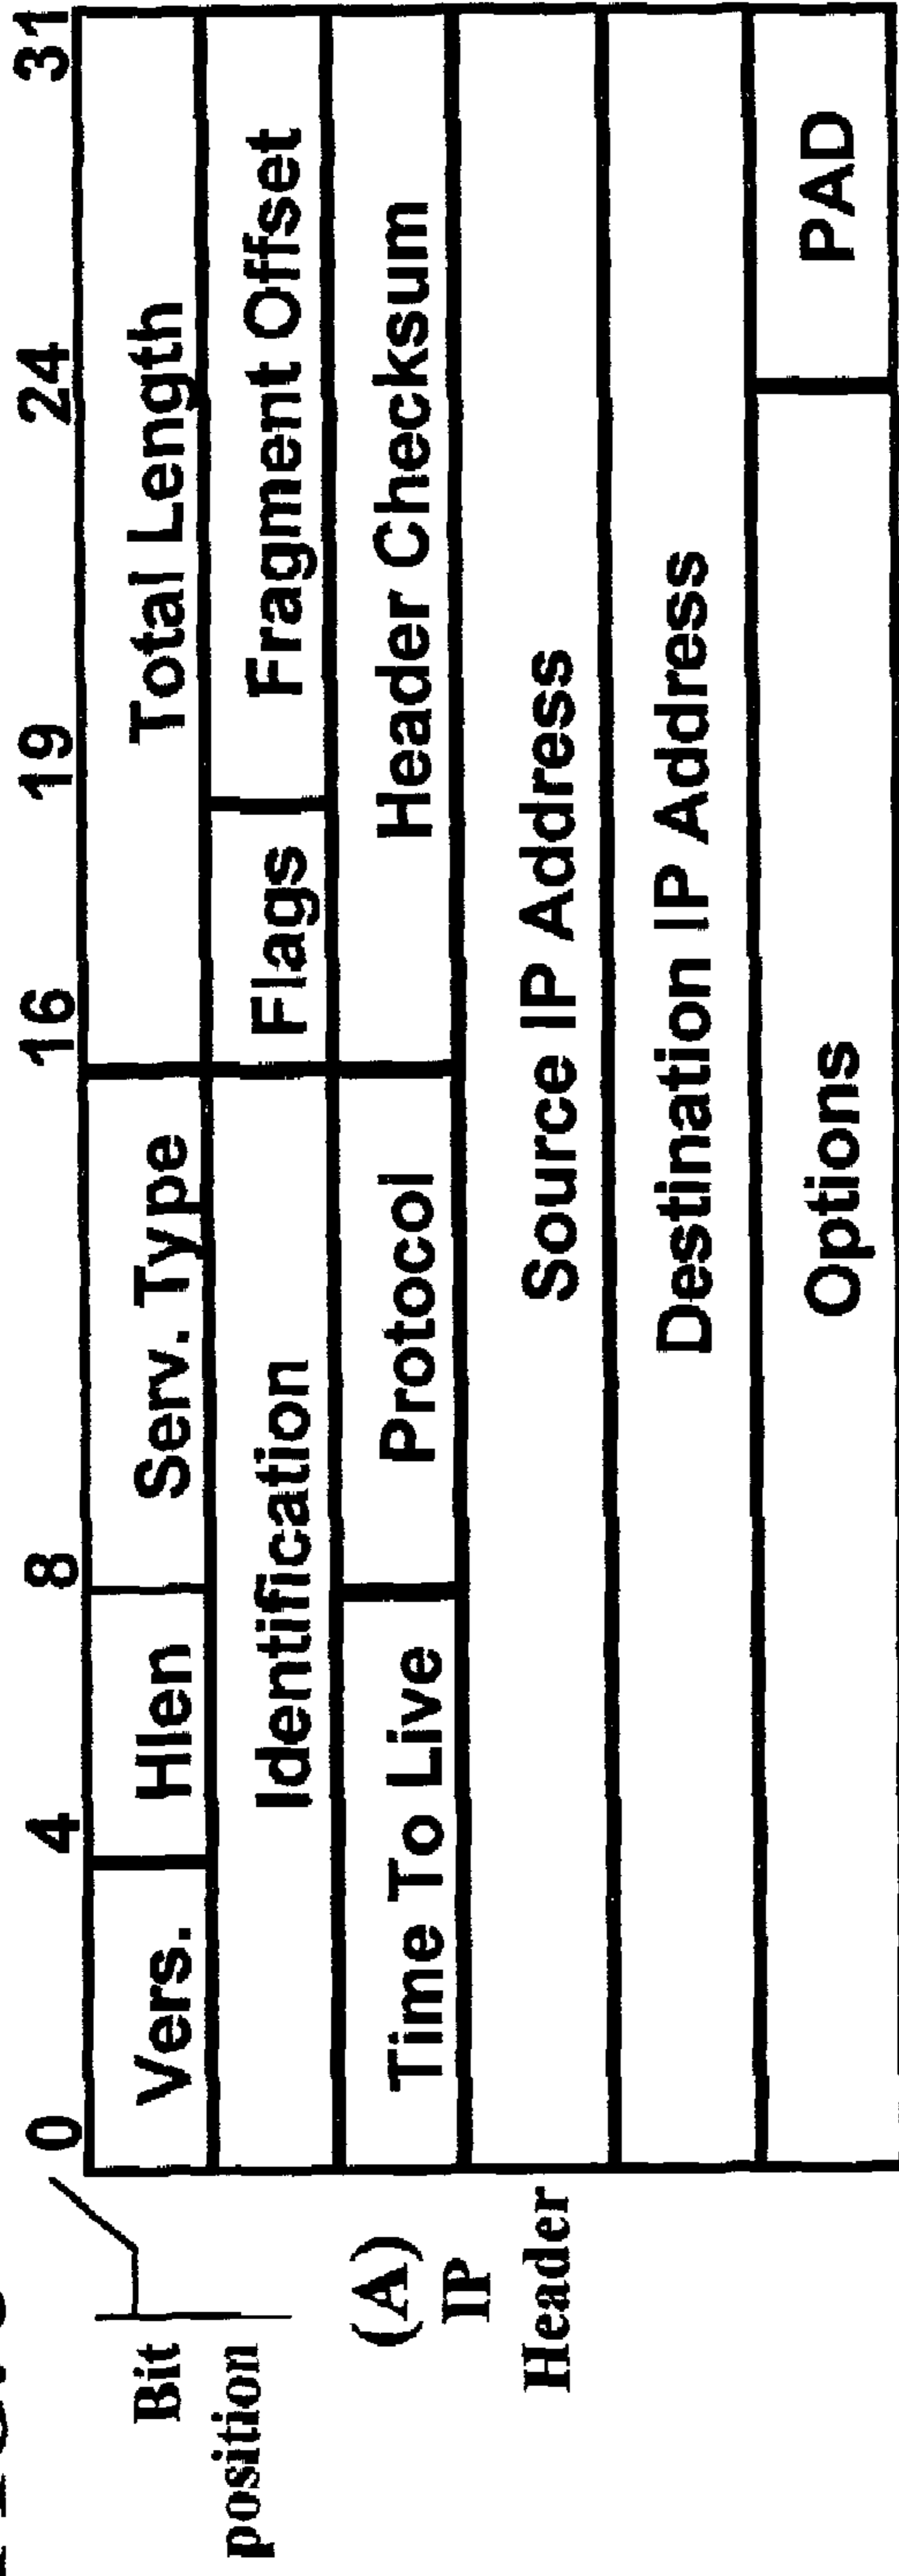 0 4 8 16 19 24 31
Bit position
Vers. Hlen Serv. Type Total Length
Identification Flags Fragment Offset
(A) IP Header
Time To Live Protocol Header Checksum
Source IP Address
Destination IP Address
Options PAD